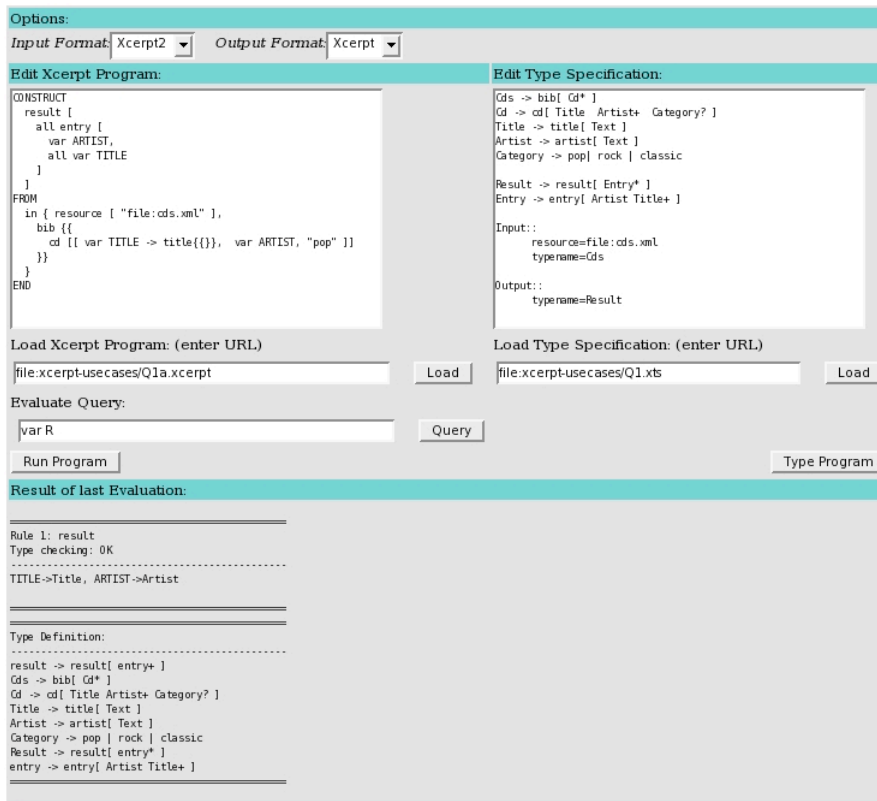 Options:
Input Format: Xcerpt2 Output Format: Xcerpt
Edit Xcerpt Program:
CONSTRUCT
result [
all entry [
var ARTIST,
all var TITLE
]
]
FROM
in { resource [ "file:cds.xml" ],
bib {{
cd [[ var TITLE -> title{{}}, var ARTIST, "pop" ]]
}}
}
END
Edit Type Specification:
Cds -> bib[ Cd* ]
Cd -> cd[ Title Artist+ Category? ]
Title -> title[ Text ]
Artist -> artist[ Text ]
Category -> pop| rock | classic
Result -> result[ Entry* ]
Entry -> entry[ Artist Title+ ]
Input::
resource=file:cds.xml
typename=Cds
Output::
typename=Result
Load Xcerpt Program: (enter URL)
file:xcerpt-usecases/Q1a.xcerpt Load
Load Type Specification: (enter URL)
file:xcerpt-usecases/Q1.xts Load
Evaluate Query:
var R Query
Run Program Type Program
Result of last Evaluation:
Rule 1: result
Type checking: OK
TITLE->Title, ARTIST->Artist
Type Definition:
result -> result[ entry+ ]
Cds -> bib[ Cd* ]
Cd -> cd[ Title Artist+ Category? ]
Title -> title[ Text ]
Artist -> artist[ Text ]
Category -> pop | rock | classic
Result -> result[ entry* ]
entry -> entry[ Artist Title+ ]